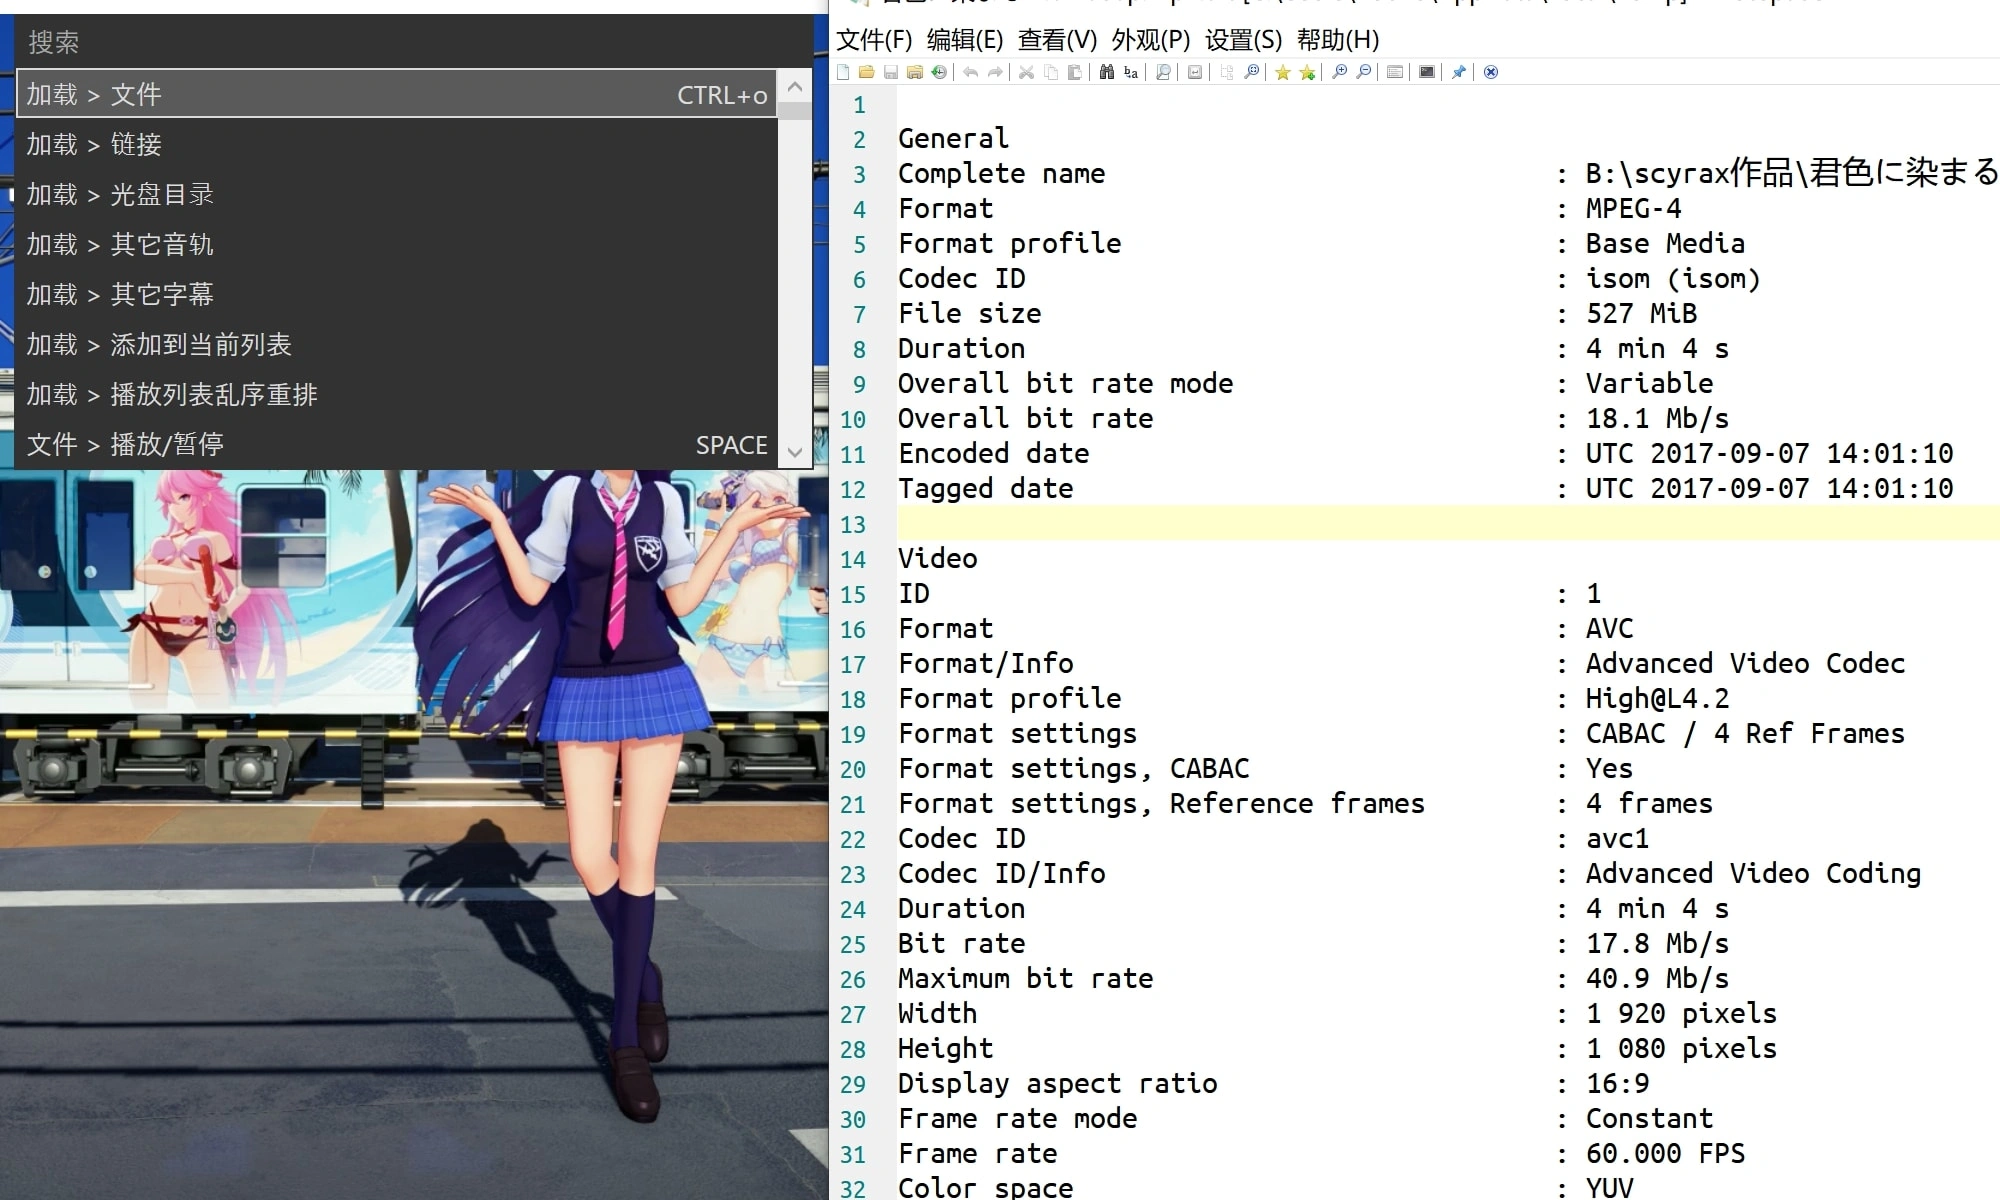 搜索
加载 > 文件 CTRL+o
加载 > 链接
加载 > 光盘目录
加载 > 其它音轨
加载 > 其它字幕
加载 > 添加到当前列表
加载 > 播放列表乱序重排
文件 > 播放/暂停 SPACE
文件(F) 编辑(E) 查看(V) 外观(P) 设置(S) 帮助(H)
1
2 General
3 Complete name : B:\scyrax作品\君色に染まる
4 Format : MPEG-4
5 Format profile : Base Media
6 Codec ID : isom (isom)
7 File size : 527 MiB
8 Duration : 4 min 4 s
9 Overall bit rate mode : Variable
10 Overall bit rate : 18.1 Mb/s
11 Encoded date : UTC 2017-09-07 14:01:10
12 Tagged date : UTC 2017-09-07 14:01:10
13
14 Video
15 ID : 1
16 Format : AVC
17 Format/Info : Advanced Video Codec
18 Format profile : High@L4.2
19 Format settings : CABAC / 4 Ref Frames
20 Format settings, CABAC : Yes
21 Format settings, Reference frames : 4 frames
22 Codec ID : avc1
23 Codec ID/Info : Advanced Video Coding
24 Duration : 4 min 4 s
25 Bit rate : 17.8 Mb/s
26 Maximum bit rate : 40.9 Mb/s
27 Width : 1 920 pixels
28 Height : 1 080 pixels
29 Display aspect ratio : 16:9
30 Frame rate mode : Constant
31 Frame rate : 60.000 FPS
32 Color space : YUV